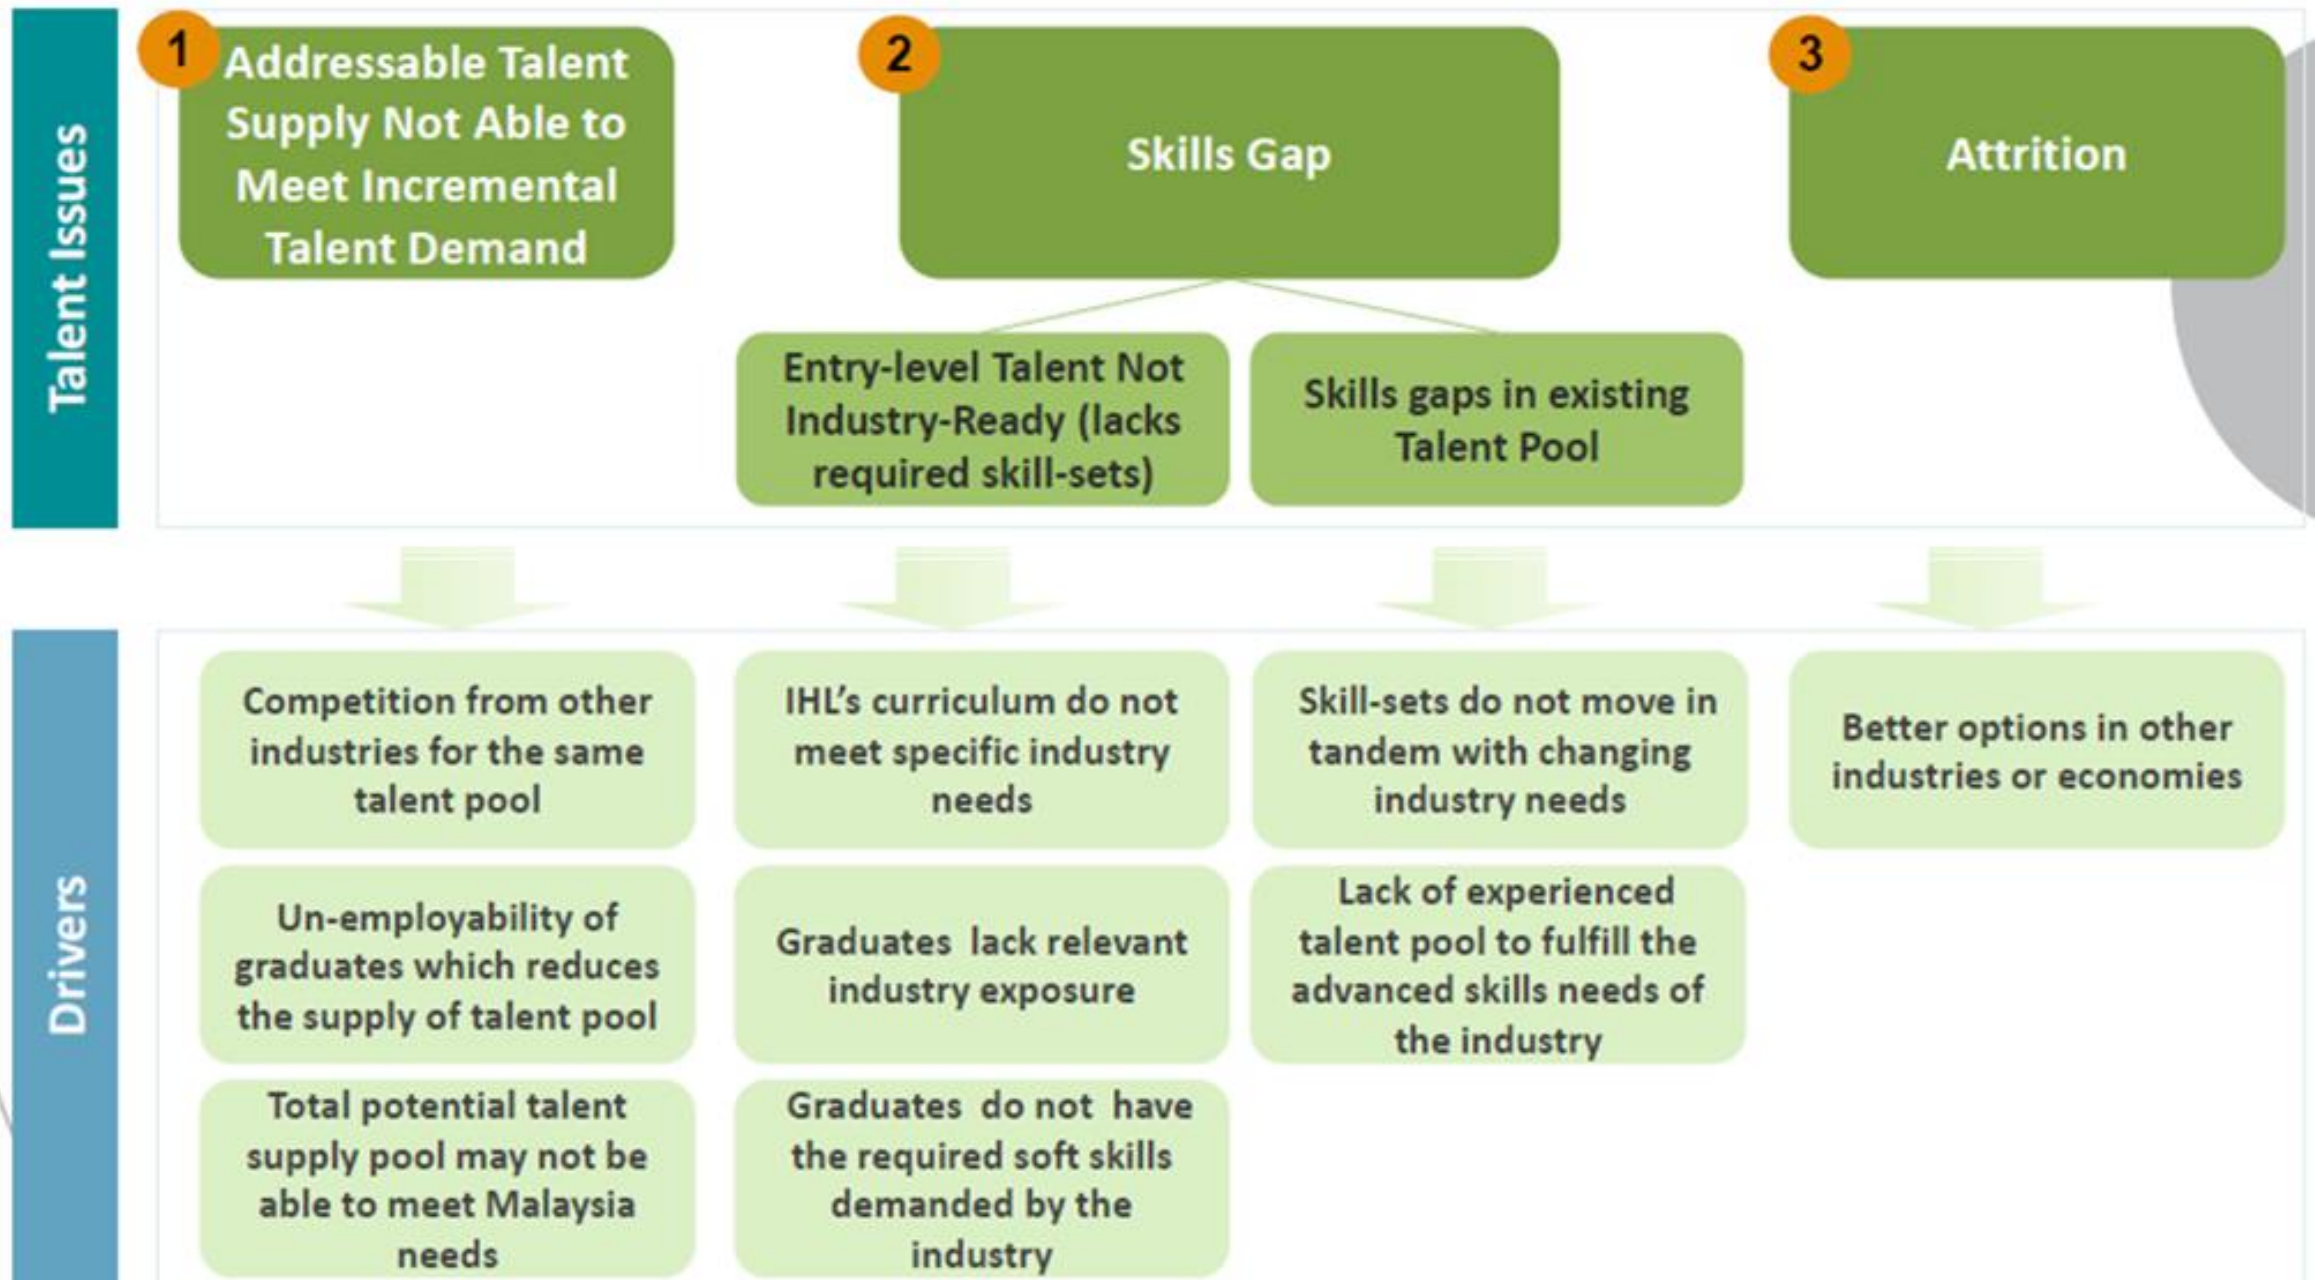 Talent Issues
1
Addressable Talent
Supply Not Able to
Meet Incremental
Talent Demand
2
Skills Gap
3
Attrition
Entry-level Talent Not
Industry-Ready (lacks
required skill-sets)
Skills gaps in existing
Talent Pool
Drivers
Competition from other
industries for the same
talent pool
Un-employability of
graduates which reduces
the supply of talent pool
Total potential talent
supply pool may not be
able to meet Malaysia
needs
IHL’s curriculum do not
meet specific industry
needs
Graduates lack relevant
industry exposure
Graduates do not have
the required soft skills
demanded by the
industry
Skill-sets do not move in
tandem with changing
industry needs
Lack of experienced
talent pool to fulfill the
advanced skills needs of
the industry
Better options in other
industries or economies